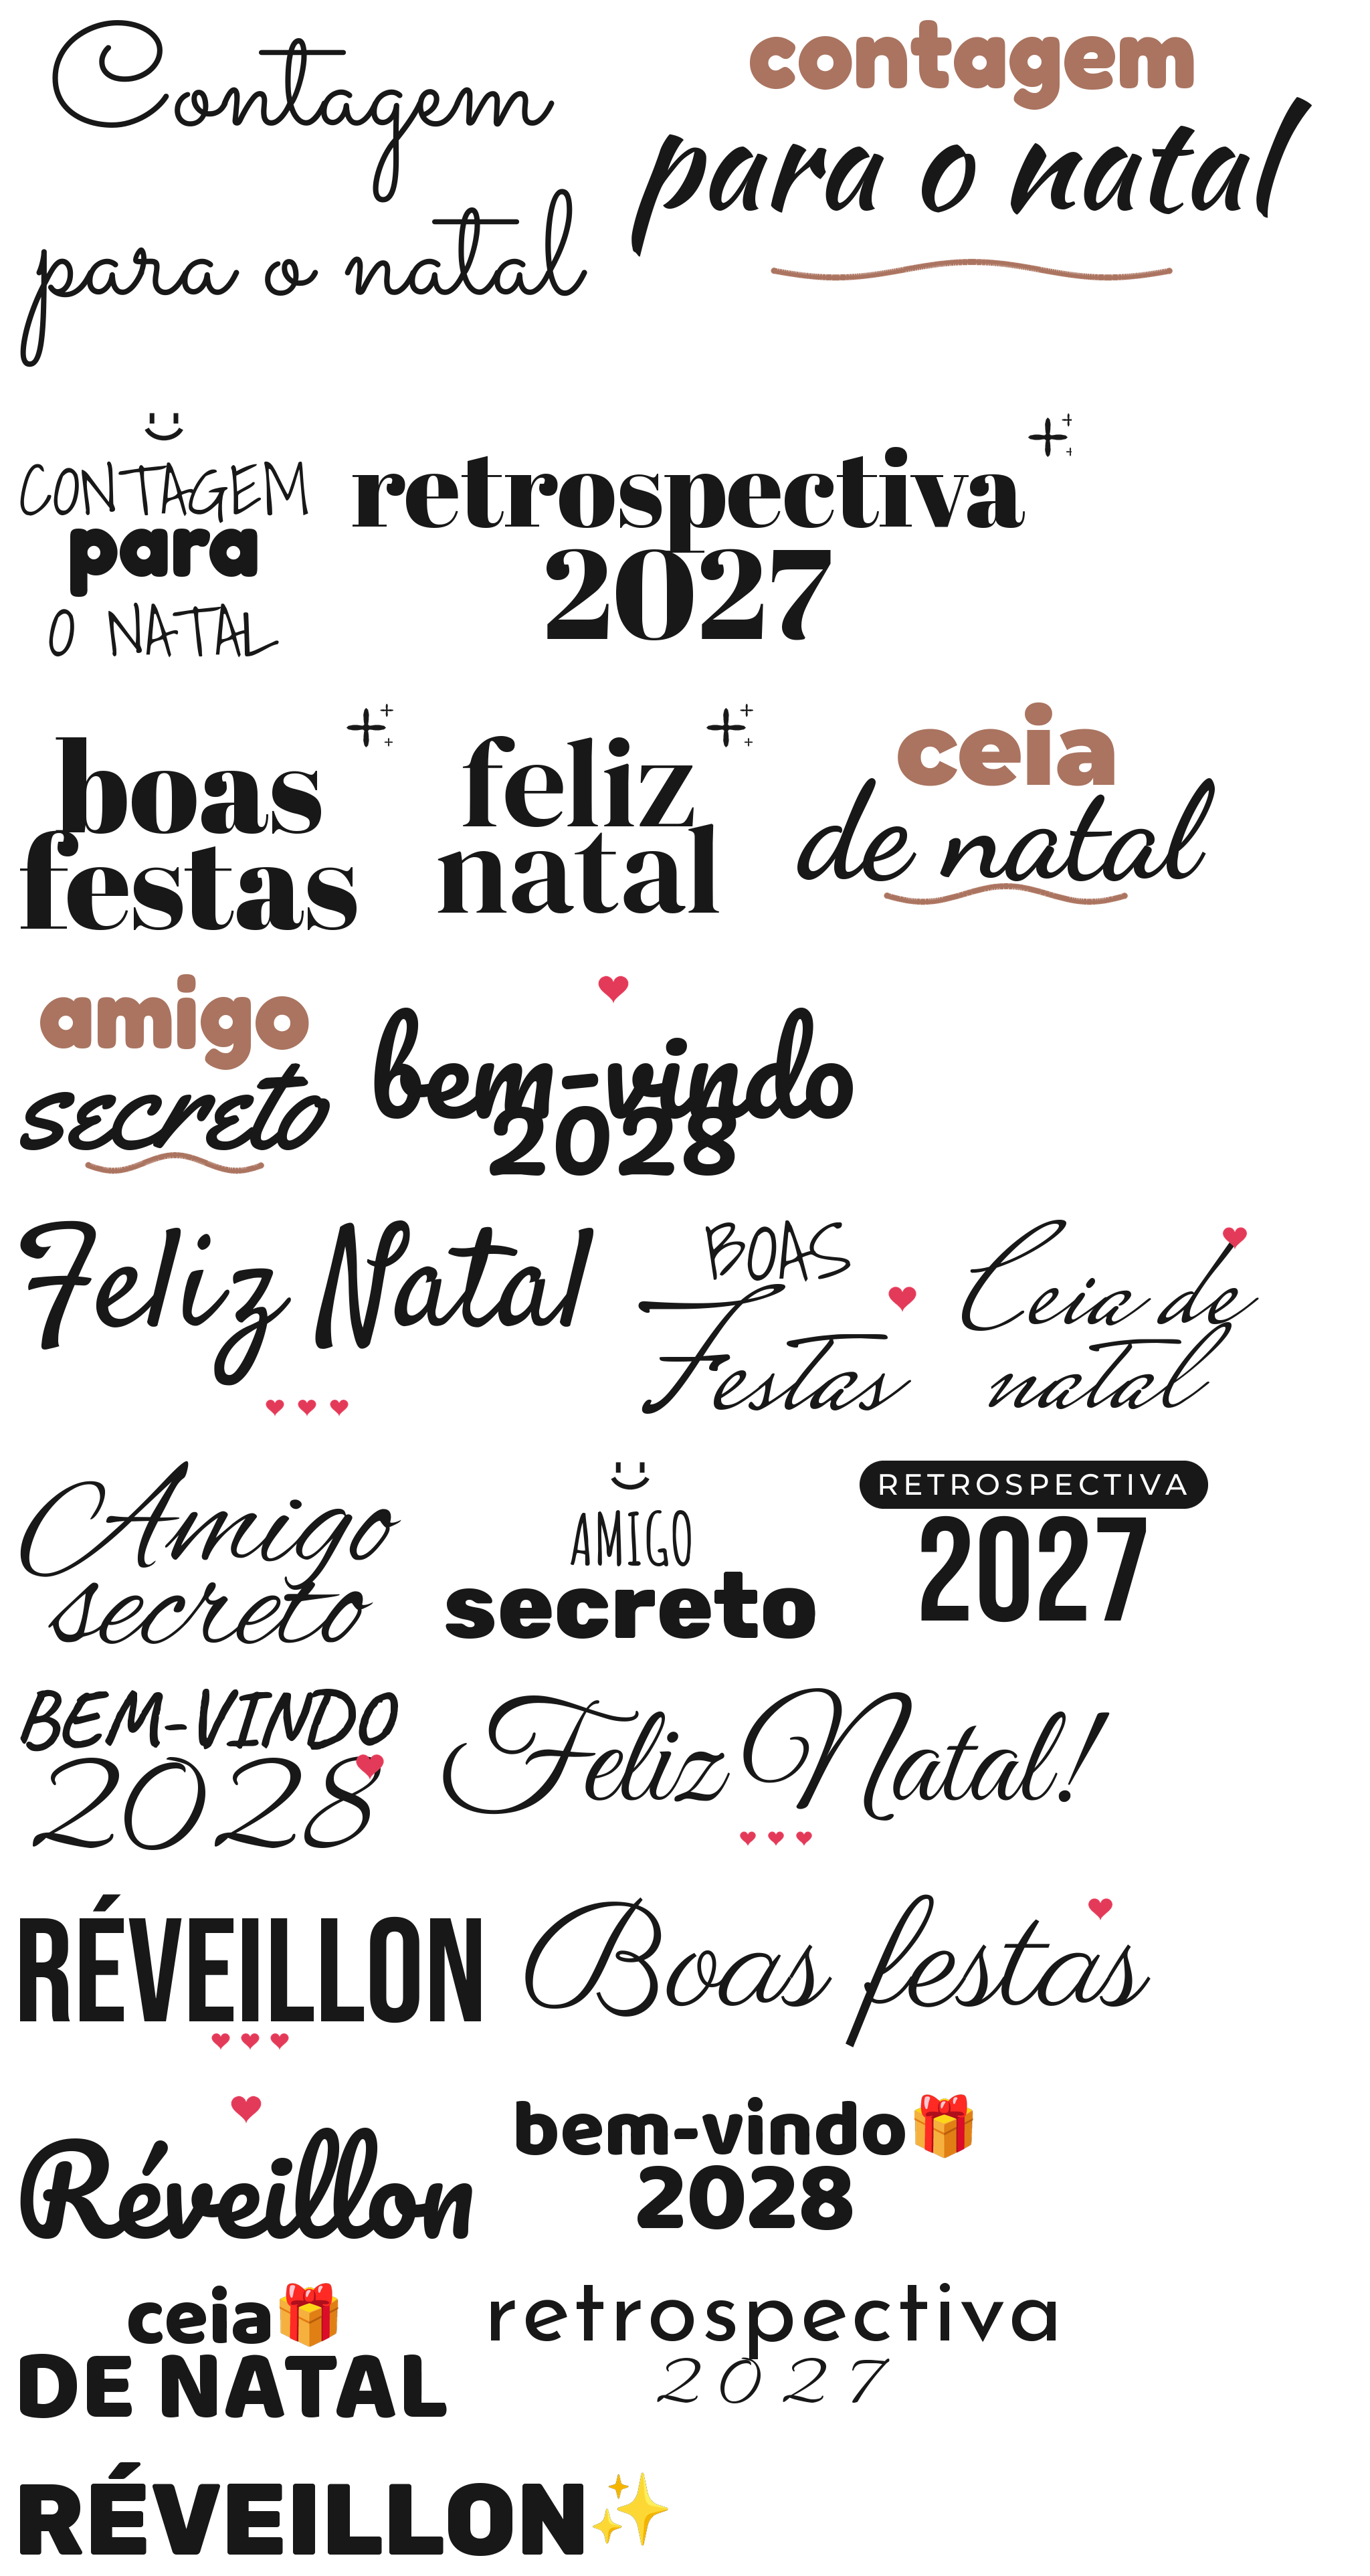 Contagem
para o natal
contagem
para o natal
CONTAGEM
para
O NATAL
retrospectiva
2027
boas
festas
feliz
natal
ceia
de natal
amigo
secreto
bem-vindo
2028
Feliz Natal
BOAS
Festas
Ceia de
natal
Amigo
secreto
AMIGO
secreto
RETROSPECTIVA
2027
BEM-VINDO
2028
Feliz Natal!
RÉVEILLON
Boas festas
Réveillon
bem-vindo🎁
2028
ceia🎁
DE NATAL
retrospectiva
2027
RÉVEILLON✨